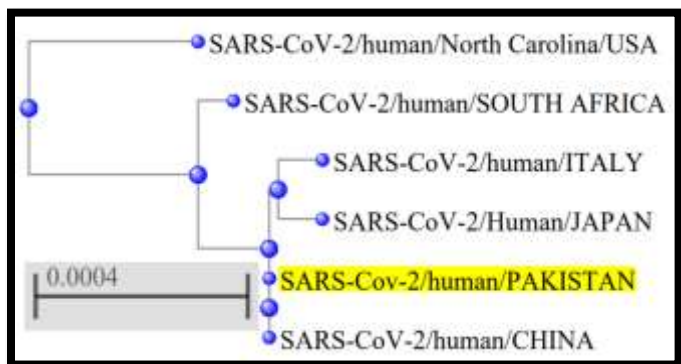 SARS-CoV-2/human/North Carolina/USA
SARS-CoV-2/human/SOUTH AFRICA
SARS-CoV-2/human/ITALY
SARS-CoV-2/Human/JAPAN
0.0004
SARS-Cov-2/human/PAKISTAN
SARS-CoV-2/human/CHINA